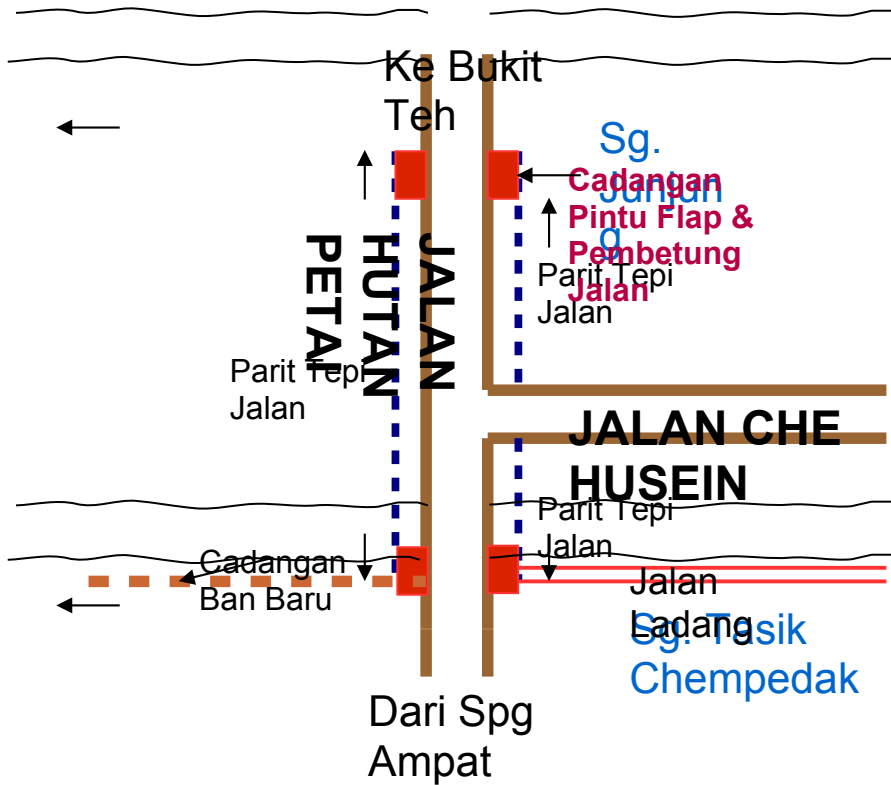 Ke Bukit
Teh
Sg.
Junjun
g
Cadangan
Pintu Flap &
Pembetung
Jalan
Parit Tepi
Jalan
JALAN
HUTAN
PETAI
Parit Tepi
Jalan
JALAN CHE
HUSEIN
Parit Tepi
Jalan
Cadangan
Ban Baru
Jalan
Ladang
Sg. Tasik
Chempedak
Dari Spg
Ampat